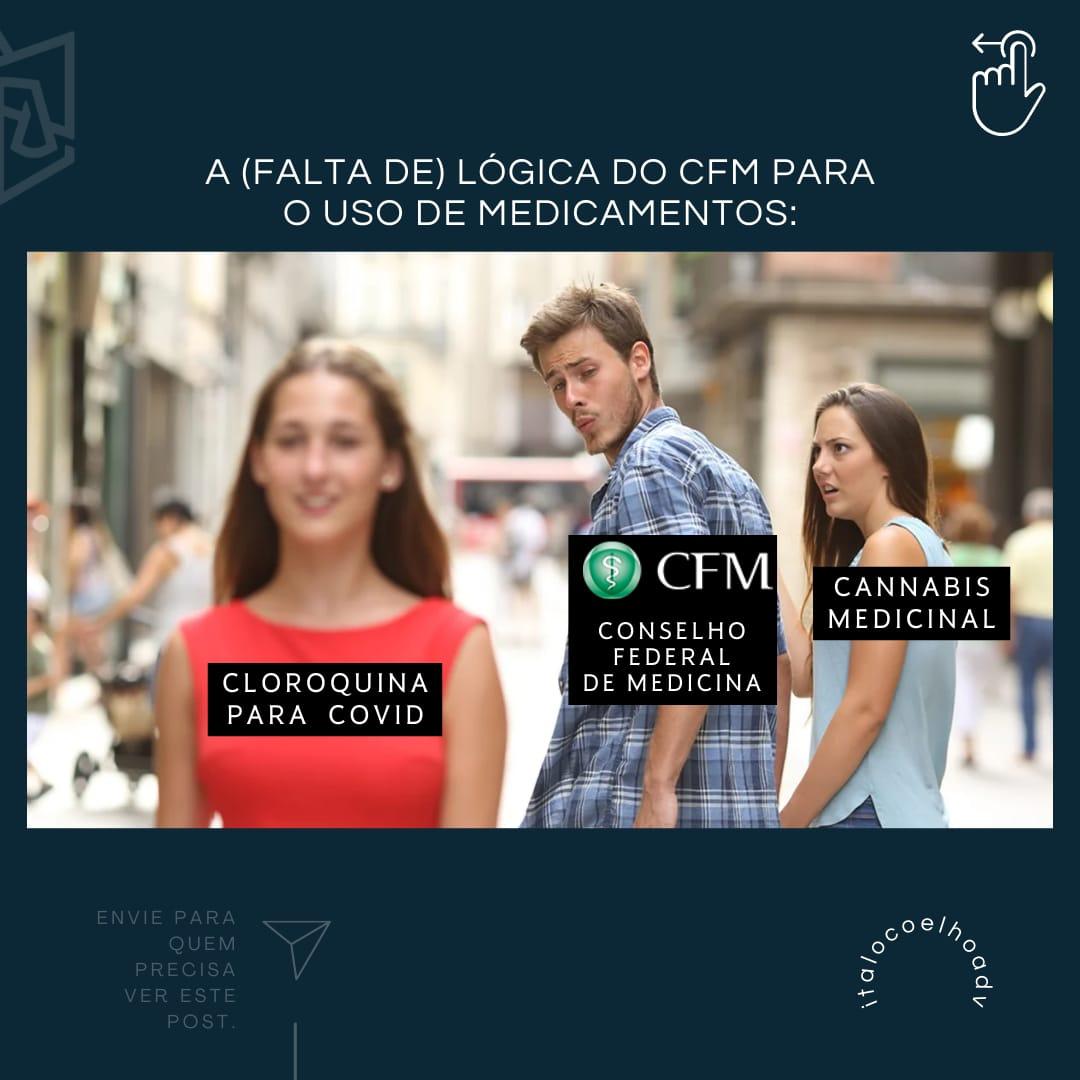 A (FALTA DE) LÓGICA DO CFM PARA
O USO DE MEDICAMENTOS:
CLOROQUINA
PARA COVID
CFM
CONSELHO
FEDERAL
DE MEDICINA
CANNABIS
MEDICINAL
ENVIE PARA
QUEM
PRECISA
VER ESTE
POST.
italocoelhoadv